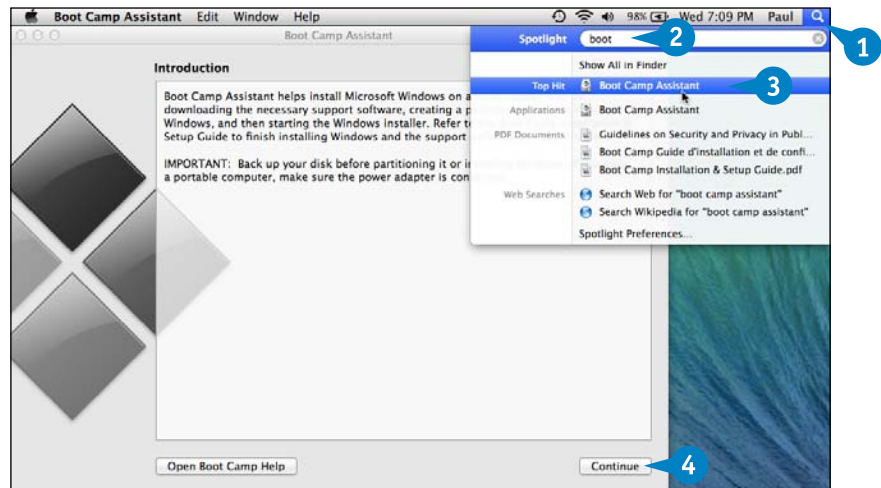 Boot Camp Assistant Edit Window Help 98% Wed 7:09 PM Paul
1
Boot Camp Assistant
Spotlight boot
2
Show All in Finder
Top Hit Boot Camp Assistant
3
Applications Boot Camp Assistant
PDF Documents Guidelines on Security and Privacy in Publ...
Boot Camp Guide d'installation et de confi...
Boot Camp Installation & Setup Guide.pdf
Web Searches Search Web for "boot camp assistant"
Search Wikipedia for "boot camp assistant"
Spotlight Preferences...
Introduction
Boot Camp Assistant helps install Microsoft Windows on a
downloading the necessary support software, creating a p
Windows, and then starting the Windows installer. Refer t
Setup Guide to finish installing Windows and the support
IMPORTANT: Back up your disk before partitioning it or
a portable computer, make sure the power adapter is con
Open Boot Camp Help
Continue
4